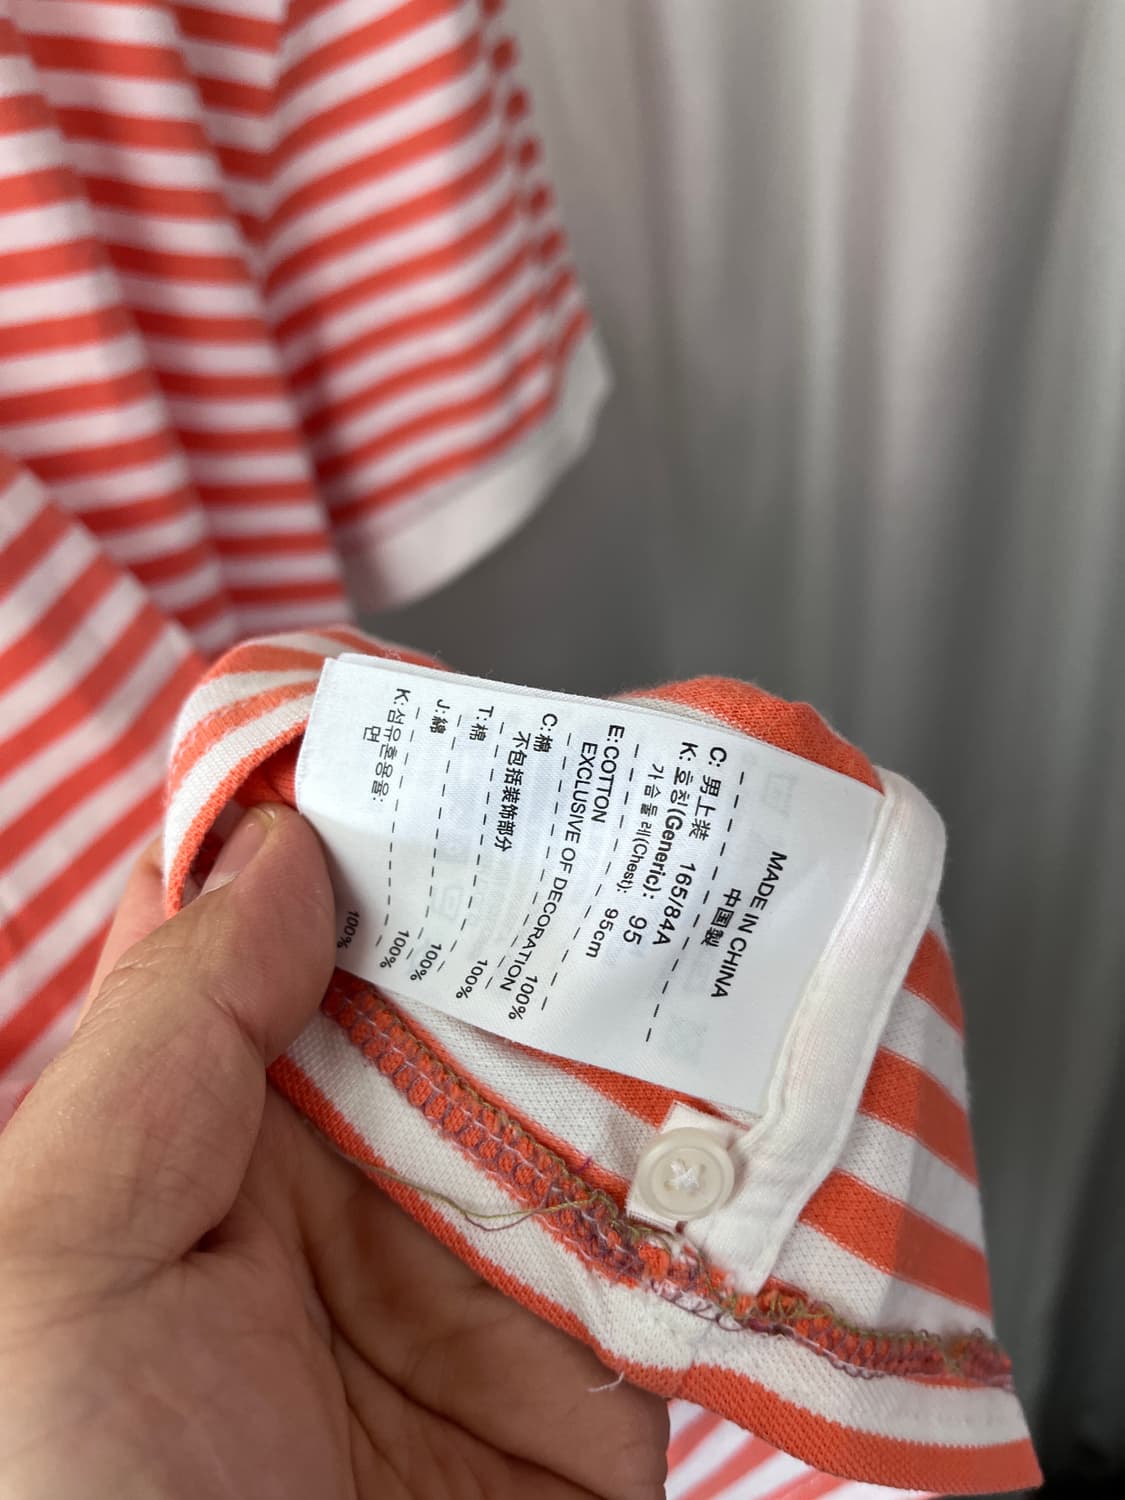 MADE IN CHINA
中国製
C: 男上装 165/84A
K: 호칭(Generic): 95
가슴둘레(Chest): 95cm
E: COTTON 100%
EXCLUSIVE OF DECORATION
C: 棉 100%
不包括装饰部分
T: 棉 100%
J: 綿 100%
K: 섬유혼용율:
면 100%